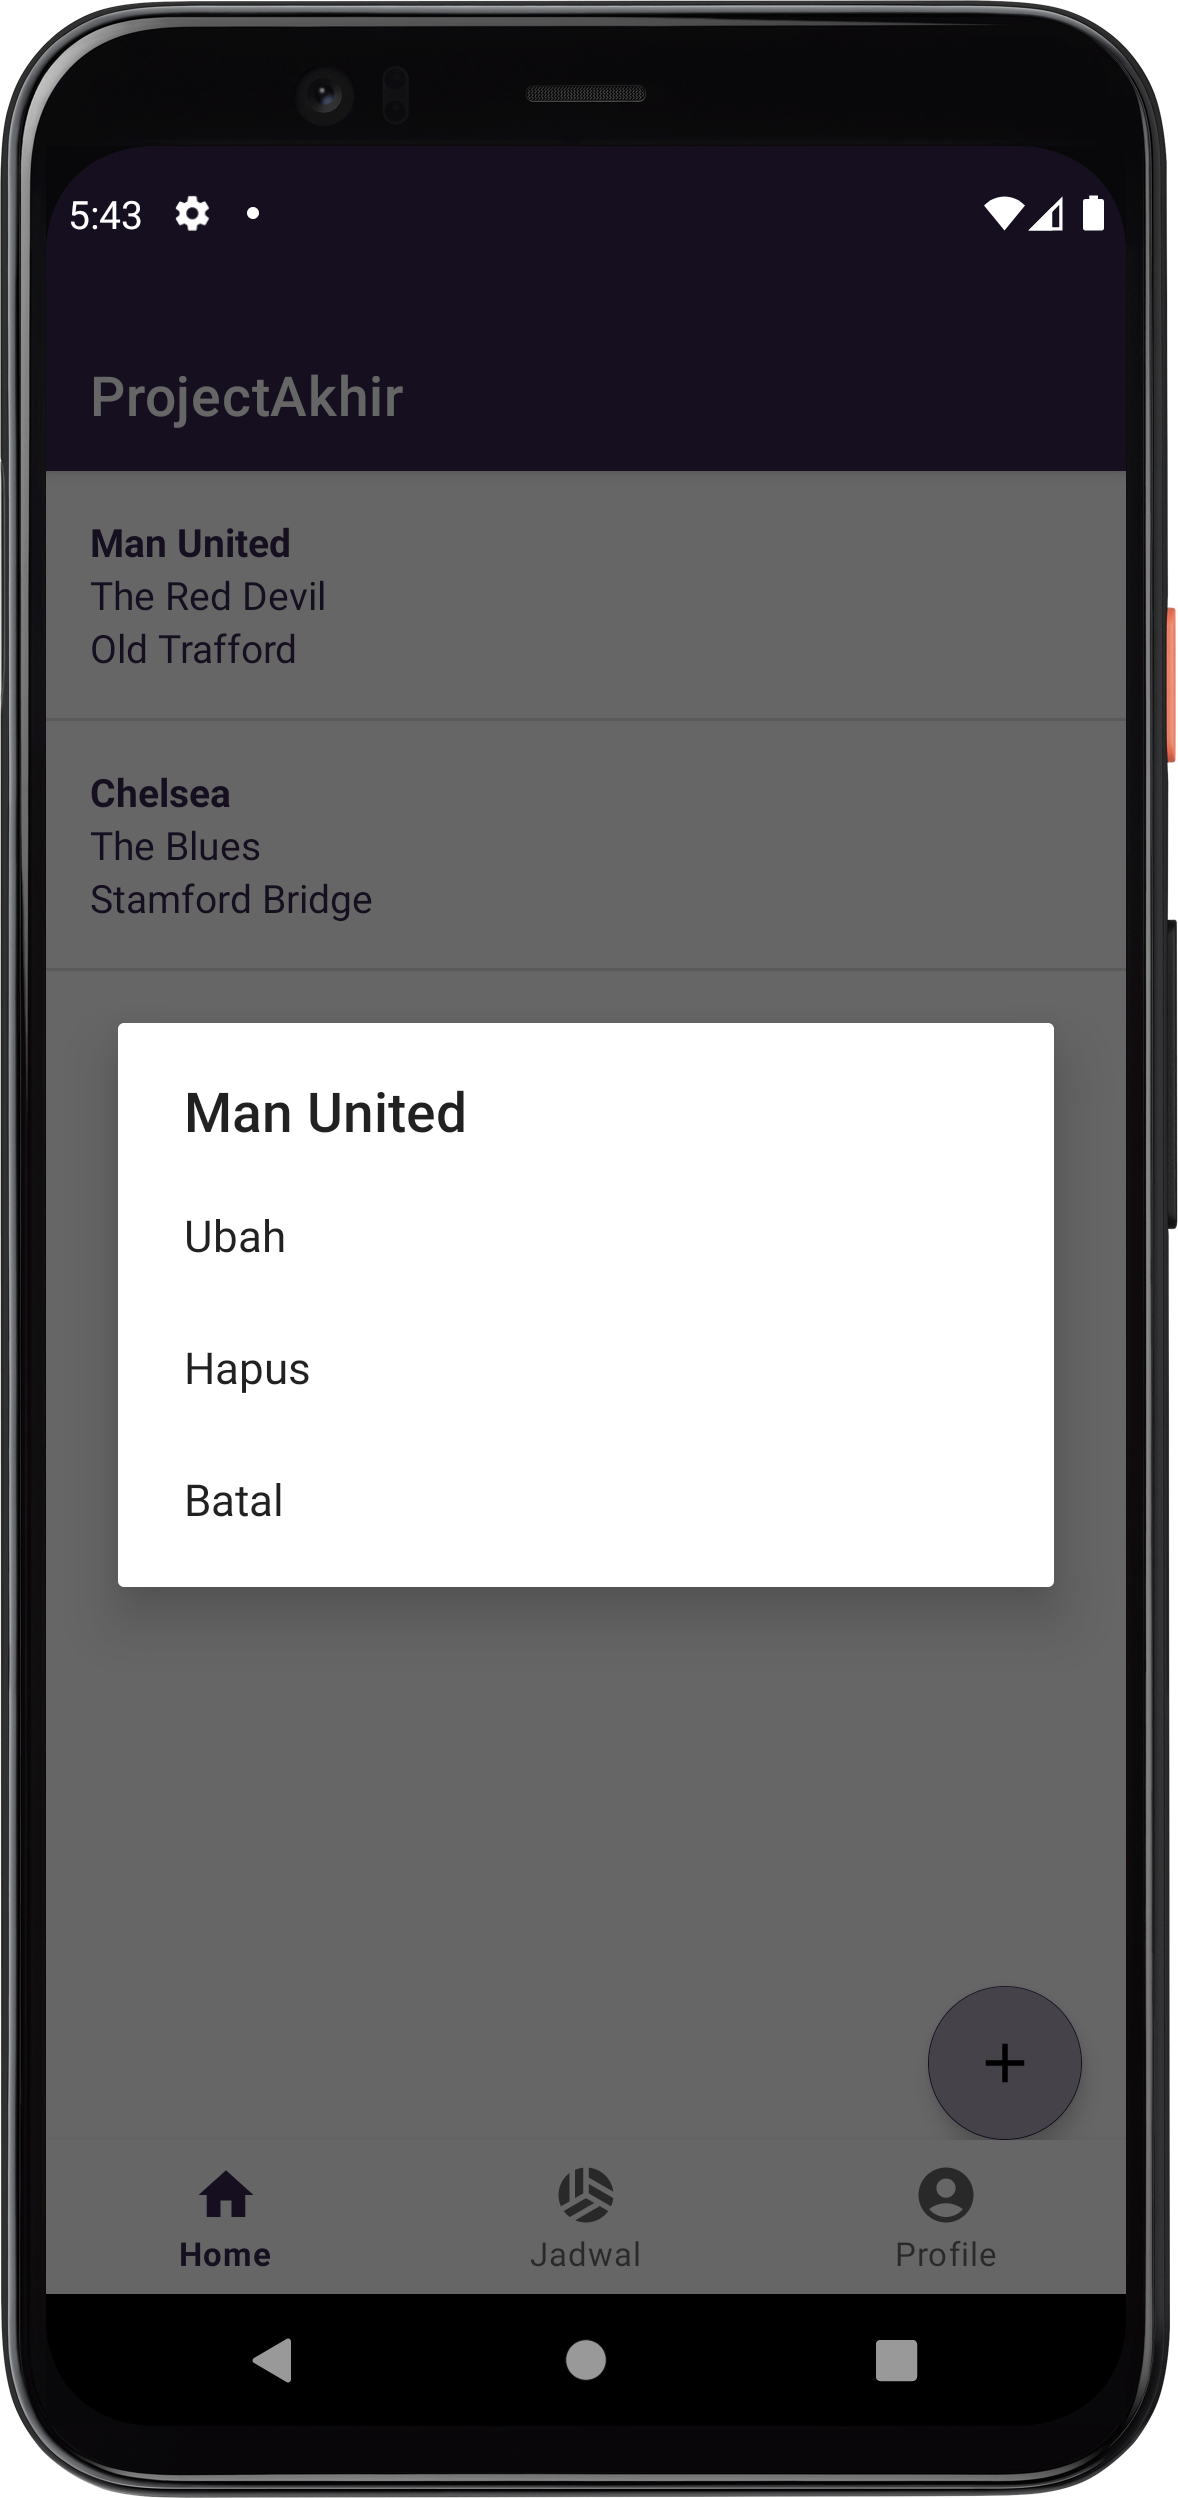 5:43
ProjectAkhir
Man United
The Red Devil
Old Trafford
Chelsea
The Blues
Stamford Bridge
Man United
Ubah
Hapus
Batal
Home
Jadwal
Profile